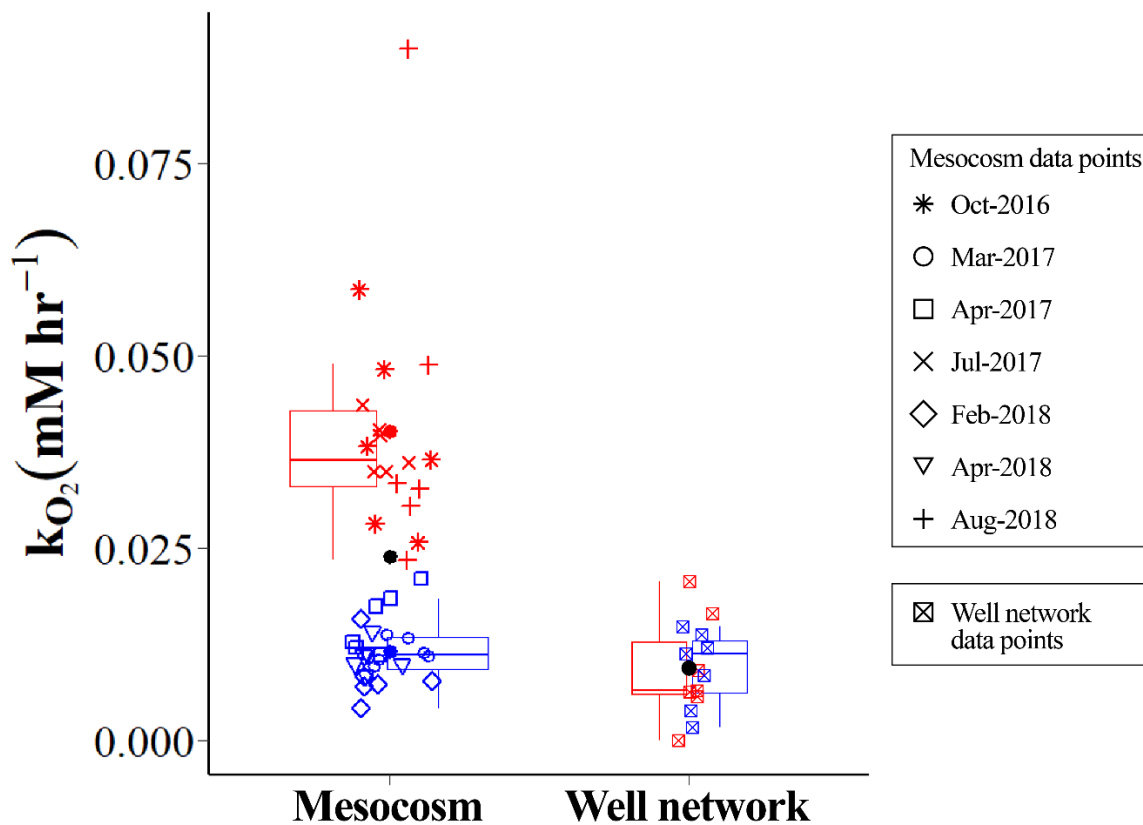 0.075
0.050
0.025
0.000
kO₂(mM hr⁻¹)
Mesocosm
Well network
Mesocosm data points
Oct-2016
Mar-2017
Apr-2017
Jul-2017
Feb-2018
Apr-2018
Aug-2018
Well network
data points